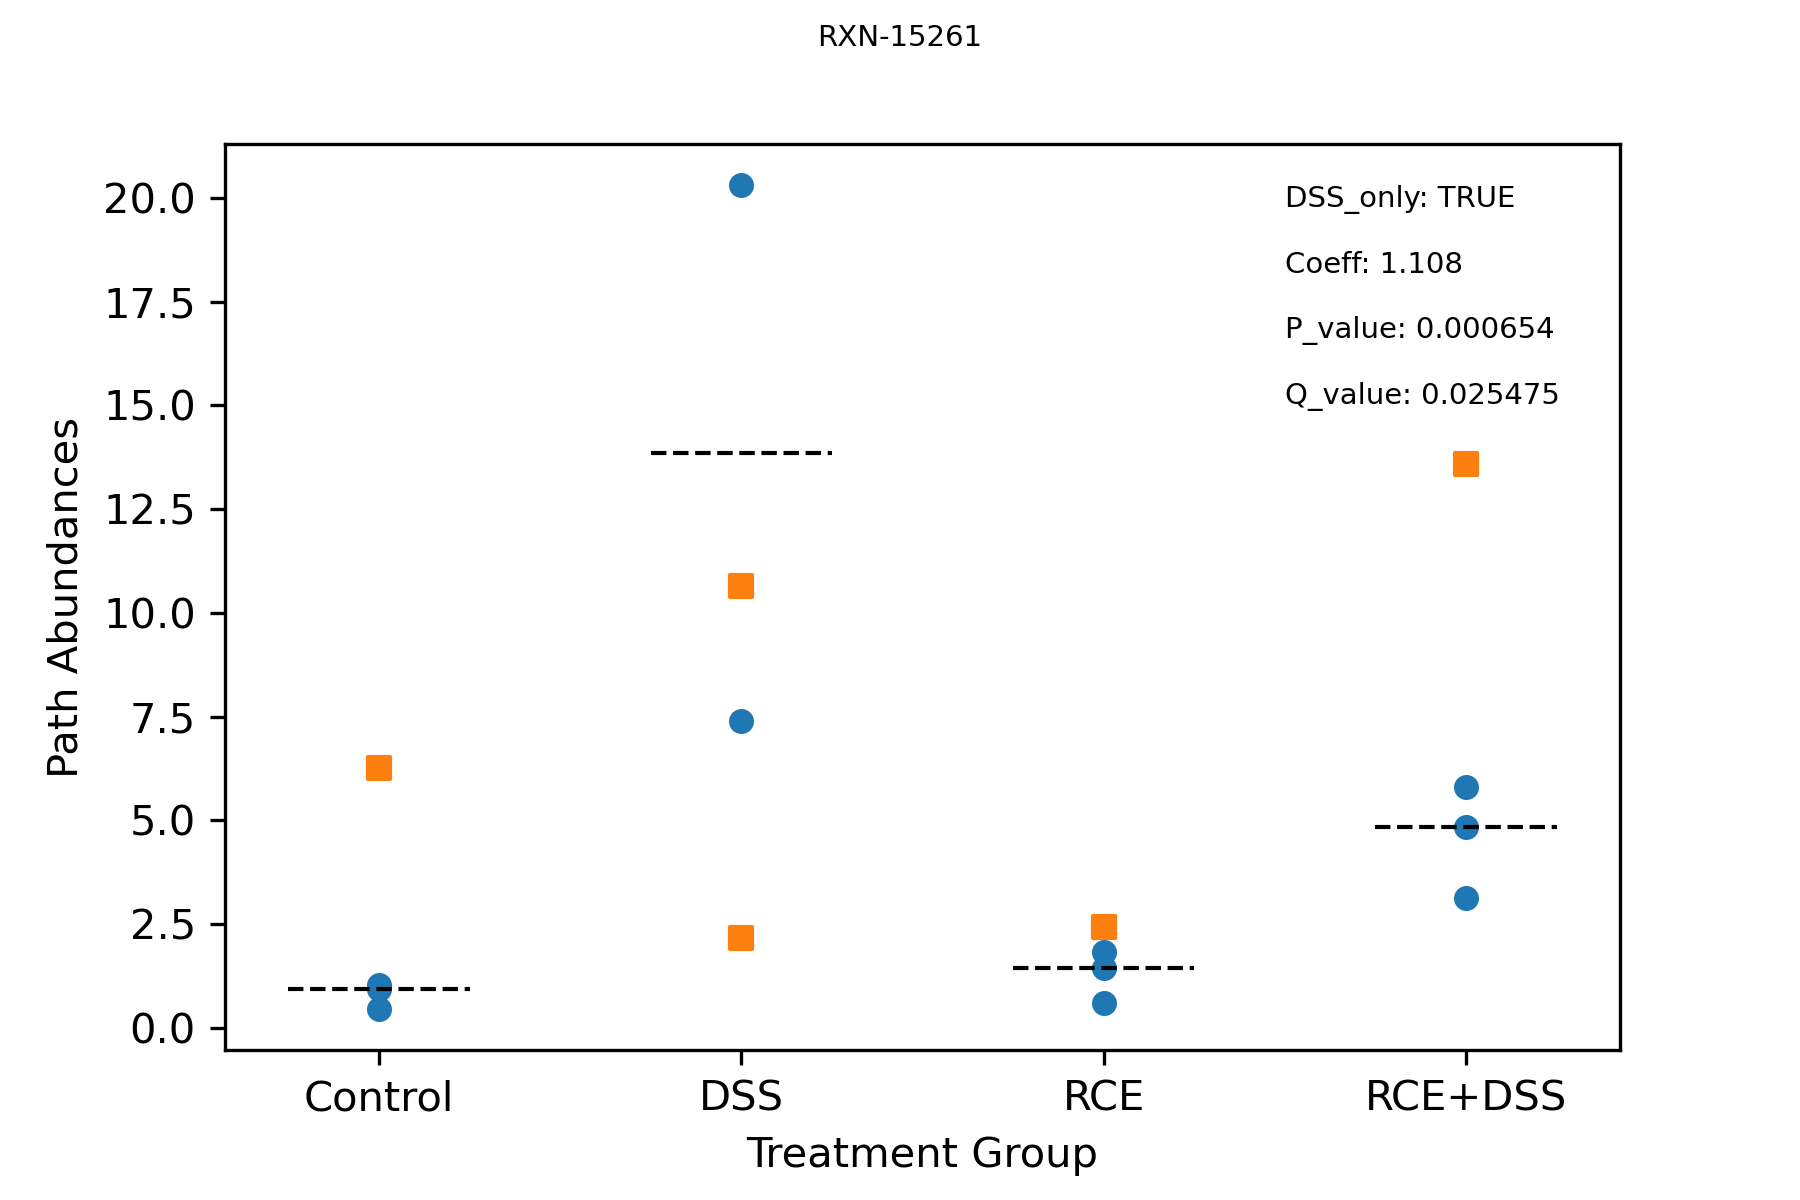 RXN-15261
DSS_only: TRUE
Coeff: 1.108
P_value: 0.000654
Q_value: 0.025475
20.0
17.5
15.0
12.5
10.0
7.5
5.0
2.5
0.0
Path Abundances
Control DSS RCE RCE+DSS
Treatment Group